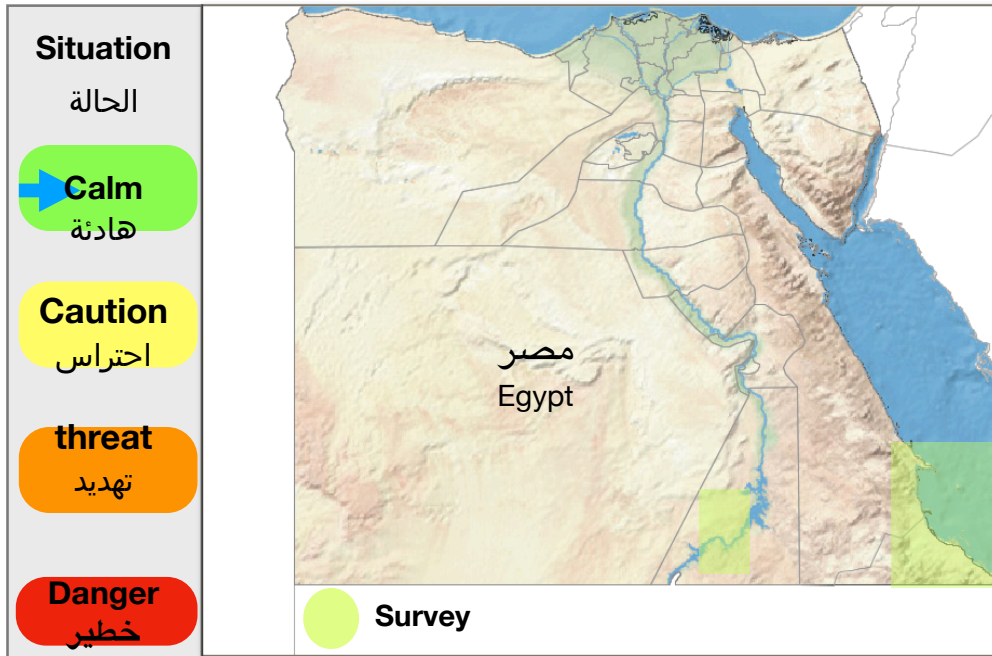 Situation
الحالة
Calm
هادئة
Caution
احتراس
threat
تهديد
Danger
خطير
مصر
Egypt
Survey